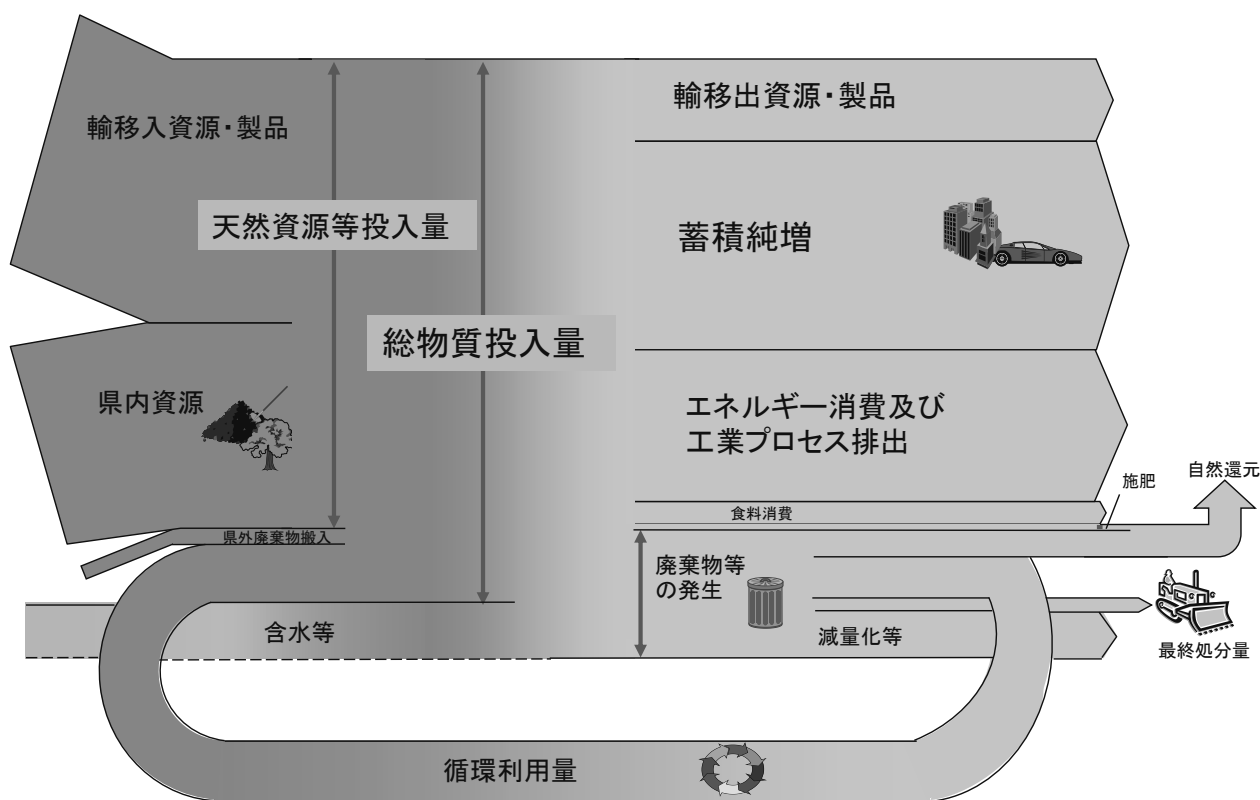 輸移入資源・製品
天然資源等投入量
総物質投入量
県内資源
県外廃棄物搬入
含水等
循環利用量
輸移出資源・製品
蓄積純増
エネルギー消費及び
工業プロセス排出
食料消費
施肥
自然還元
廃棄物等
の発生
減量化等
最終処分量